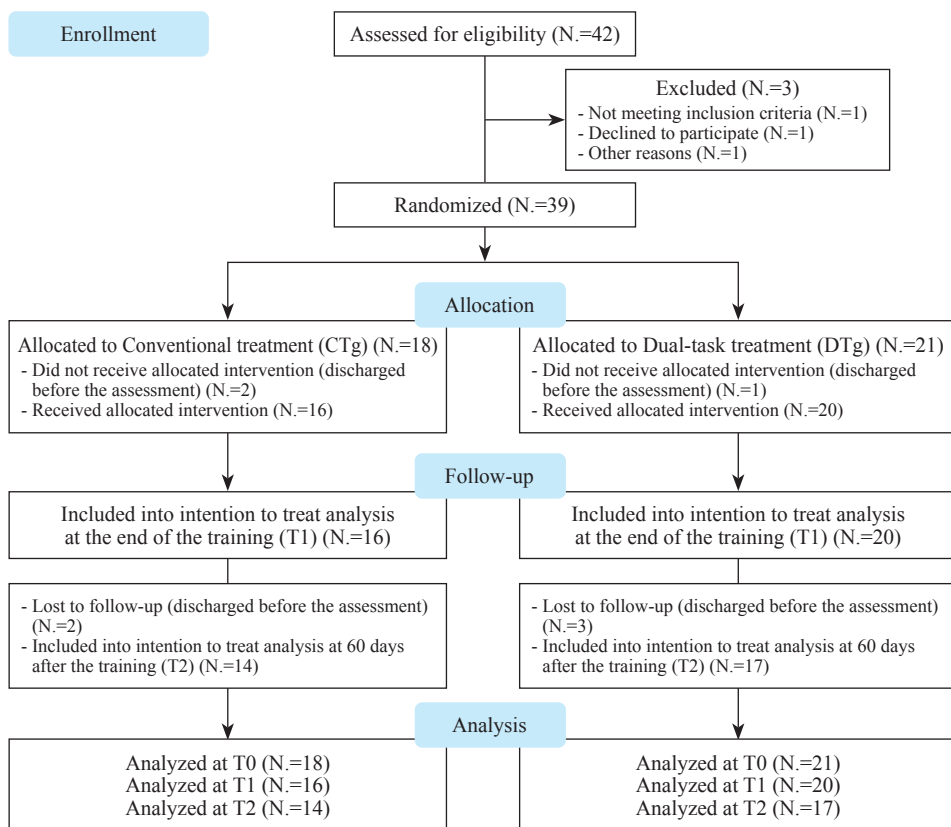 Enrollment
Assessed for eligibility (N.=42)
Excluded (N.=3)
- Not meeting inclusion criteria (N.=1)
- Declined to participate (N.=1)
- Other reasons (N.=1)
Randomized (N.=39)
Allocation
Allocated to Conventional treatment (CTg) (N.=18)
- Did not receive allocated intervention (discharged
before the assessment) (N.=2)
- Received allocated intervention (N.=16)
Allocated to Dual-task treatment (DTg) (N.=21)
- Did not receive allocated intervention (discharged
before the assessment) (N.=1)
- Received allocated intervention (N.=20)
Follow-up
Included into intention to treat analysis
at the end of the training (T1) (N.=16)
Included into intention to treat analysis
at the end of the training (T1) (N.=20)
- Lost to follow-up (discharged before the assessment)
(N.=2)
- Included into intention to treat analysis at 60 days
after the training (T2) (N.=14)
- Lost to follow-up (discharged before the assessment)
(N.=3)
- Included into intention to treat analysis at 60 days
after the training (T2) (N.=17)
Analysis
Analyzed at T0 (N.=18)
Analyzed at T1 (N.=16)
Analyzed at T2 (N.=14)
Analyzed at T0 (N.=21)
Analyzed at T1 (N.=20)
Analyzed at T2 (N.=17)